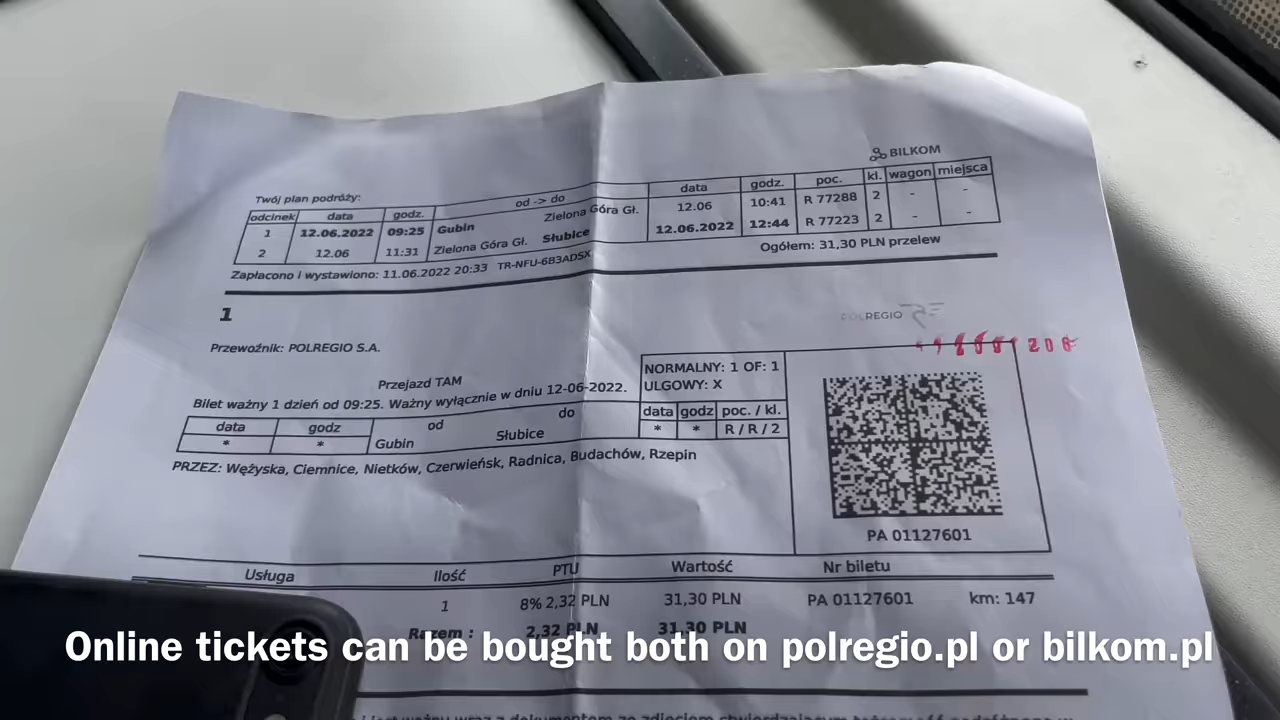 BILKOM
Twój plan podróży:
odcinek data godz. od -> do data godz. poc. kl. wagon miejsca
1 12.06.2022 09:25 Gubin Zielona Góra Gł. 12.06 10:41 R 77288 2 - -
2 12.06 11:31 Zielona Góra Gł. Słubice 12.06.2022 12:44 R 77223 2 - -
Zapłacono i wystawiono: 11.06.2022 20:33 TR-NFU-6B3ADSX Ogółem: 31,30 PLN przelew
1
POLREGIO
Przewoźnik: POLREGIO S.A.
Przejazd TAM
Bilet ważny 1 dzień od 09:25. Ważny wyłącznie w dniu 12-06-2022.
NORMALNY: 1 OF: 1
ULGOWY: X
data godz od do data godz poc. / kl.
* * Gubin Słubice * * R / R / 2
PRZEZ: Wężyska, Ciemnice, Nietków, Czerwieńsk, Radnica, Budachów, Rzepin
PA 01127601
Usługa Ilość PTU Wartość Nr biletu
1 8% 2,32 PLN 31,30 PLN PA 01127601 km: 147
Razem : 2,32 PLN 31,30 PLN
Online tickets can be bought both on polregio.pl or bilkom.pl